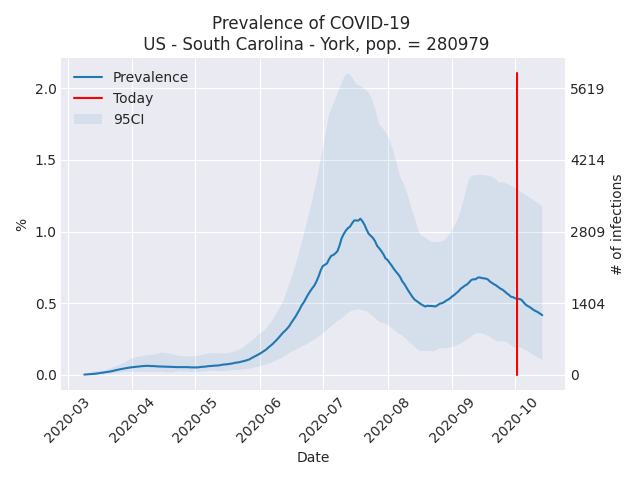 Prevalence of COVID-19
US - South Carolina - York, pop. = 280979
Prevalence
Today
95CI
2.0
1.5
1.0
0.5
0.0
%
5619
4214
2809
1404
0
# of infections
2020-03
2020-04
2020-05
2020-06
2020-07
2020-08
2020-09
2020-10
Date